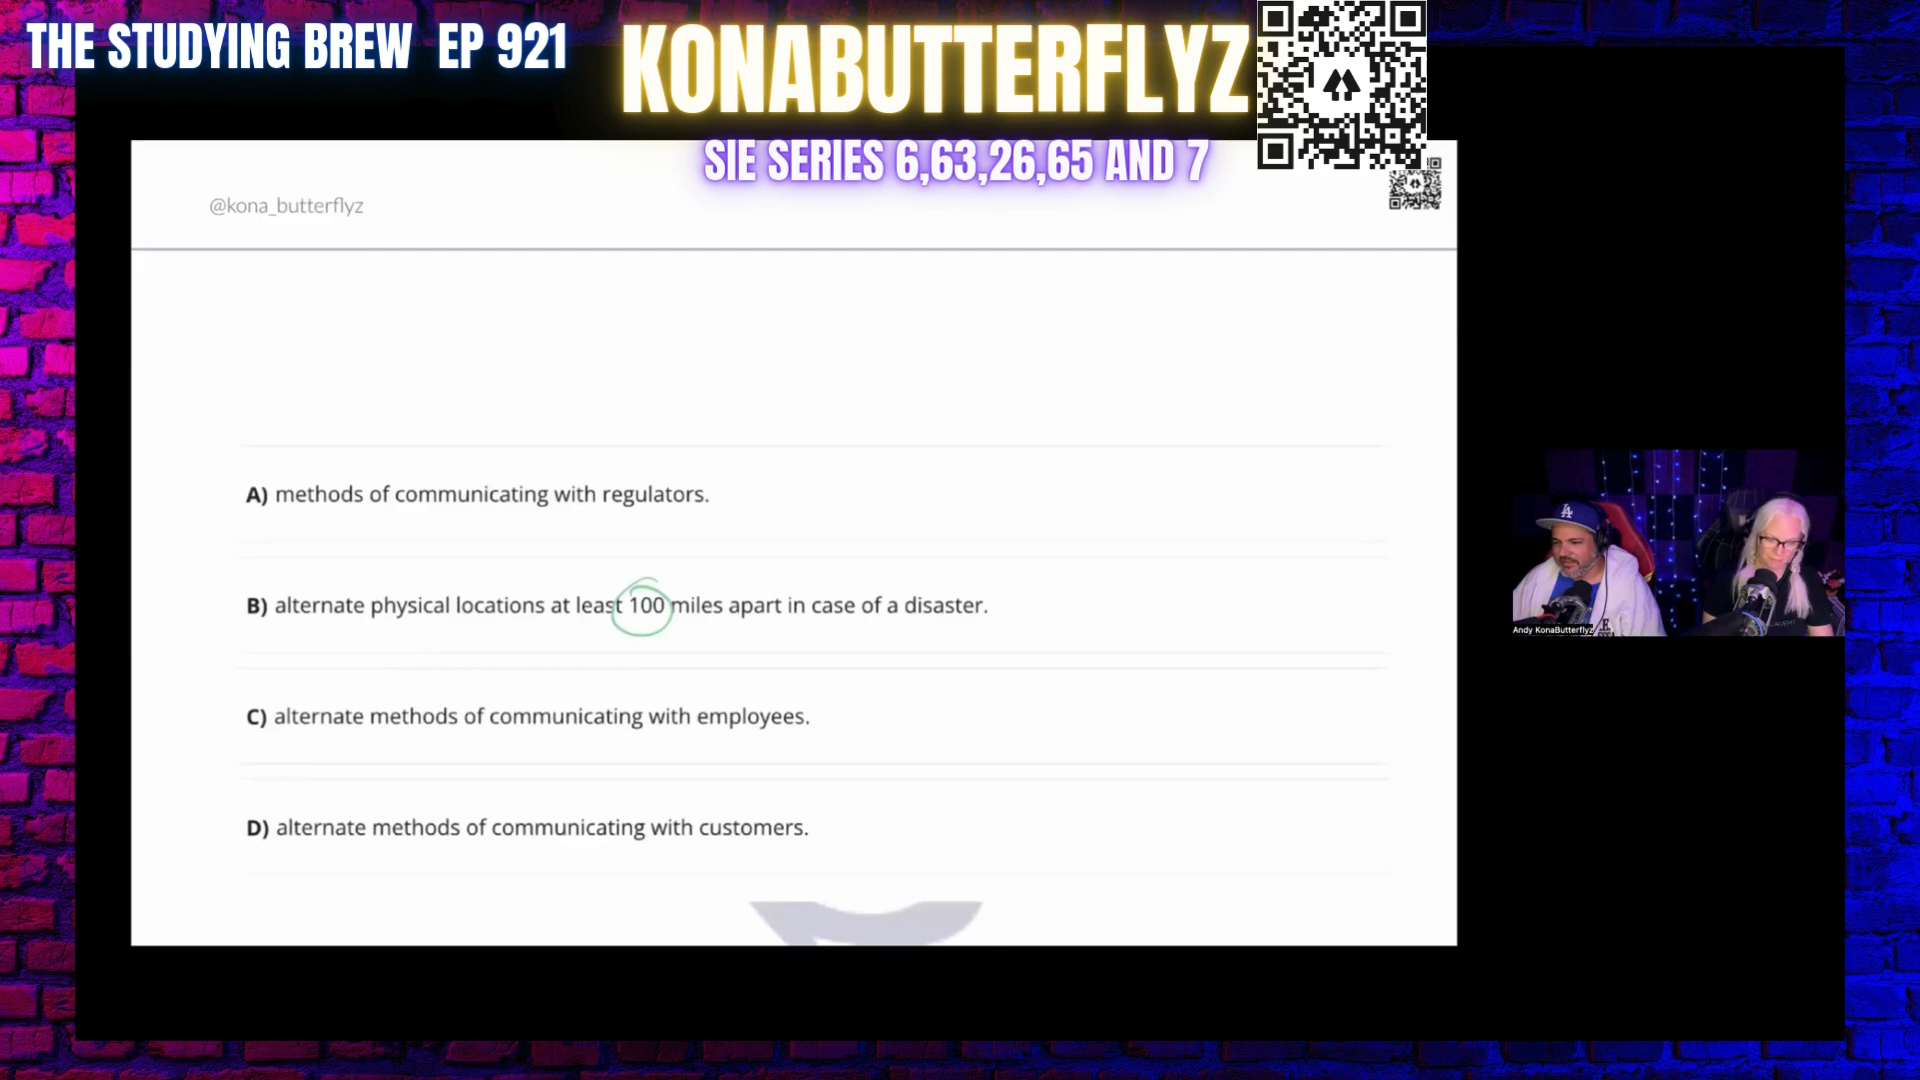 THE STUDYING BREW EP 921
KONABUTTERFLYZ
SIE SERIES 6,63,26,65 AND 7
@kona_butterflyz
A) methods of communicating with regulators.
B) alternate physical locations at least 100 miles apart in case of a disaster.
C) alternate methods of communicating with employees.
D) alternate methods of communicating with customers.
LA
Andy KonaButterflyz